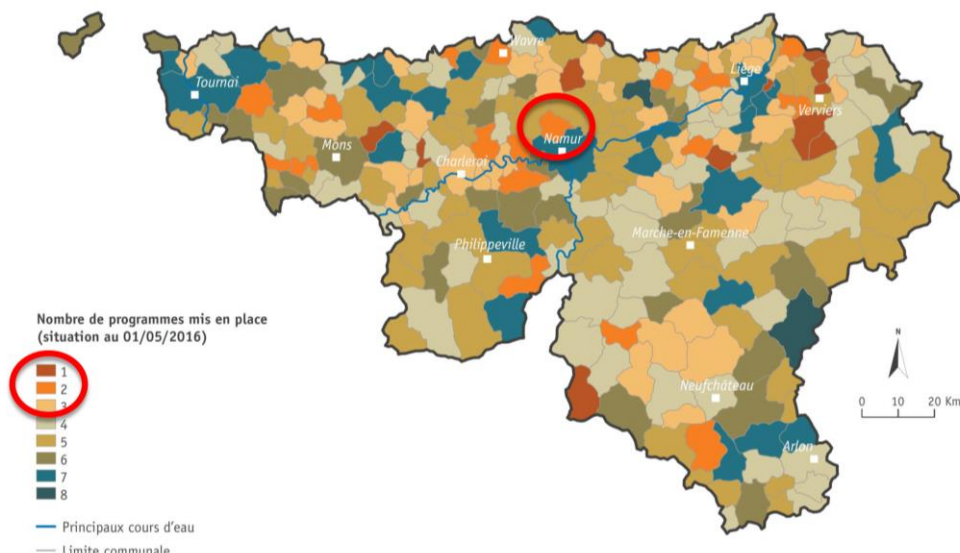 Wavre
Liège
Tournai
Verviers
Namur
Mons
Charleroi
Marche-en-Famenne
Philippeville
Nombre de programmes mis en place
(situation au 01/05/2016)
1
2
3
4
5
6
7
8
N
Neufchâteau
0 10 20 Km
Arlon
Principaux cours d'eau
Limite communale